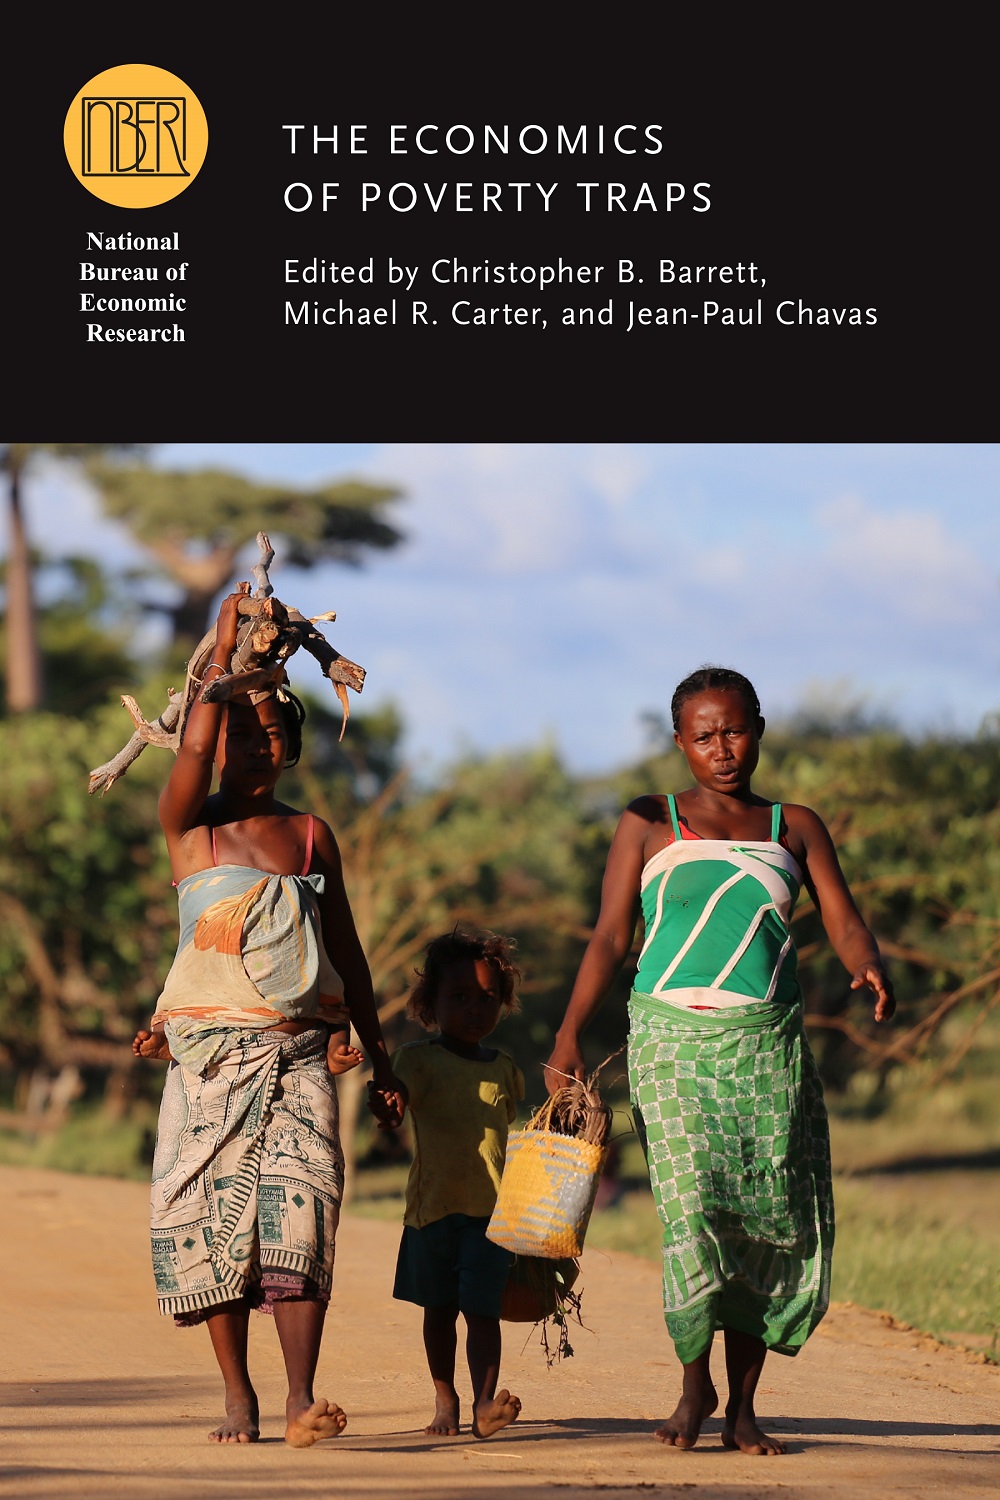 NBER
National
Bureau of
Economic
Research
THE ECONOMICS
OF POVERTY TRAPS
Edited by Christopher B. Barrett,
Michael R. Carter, and Jean-Paul Chavas